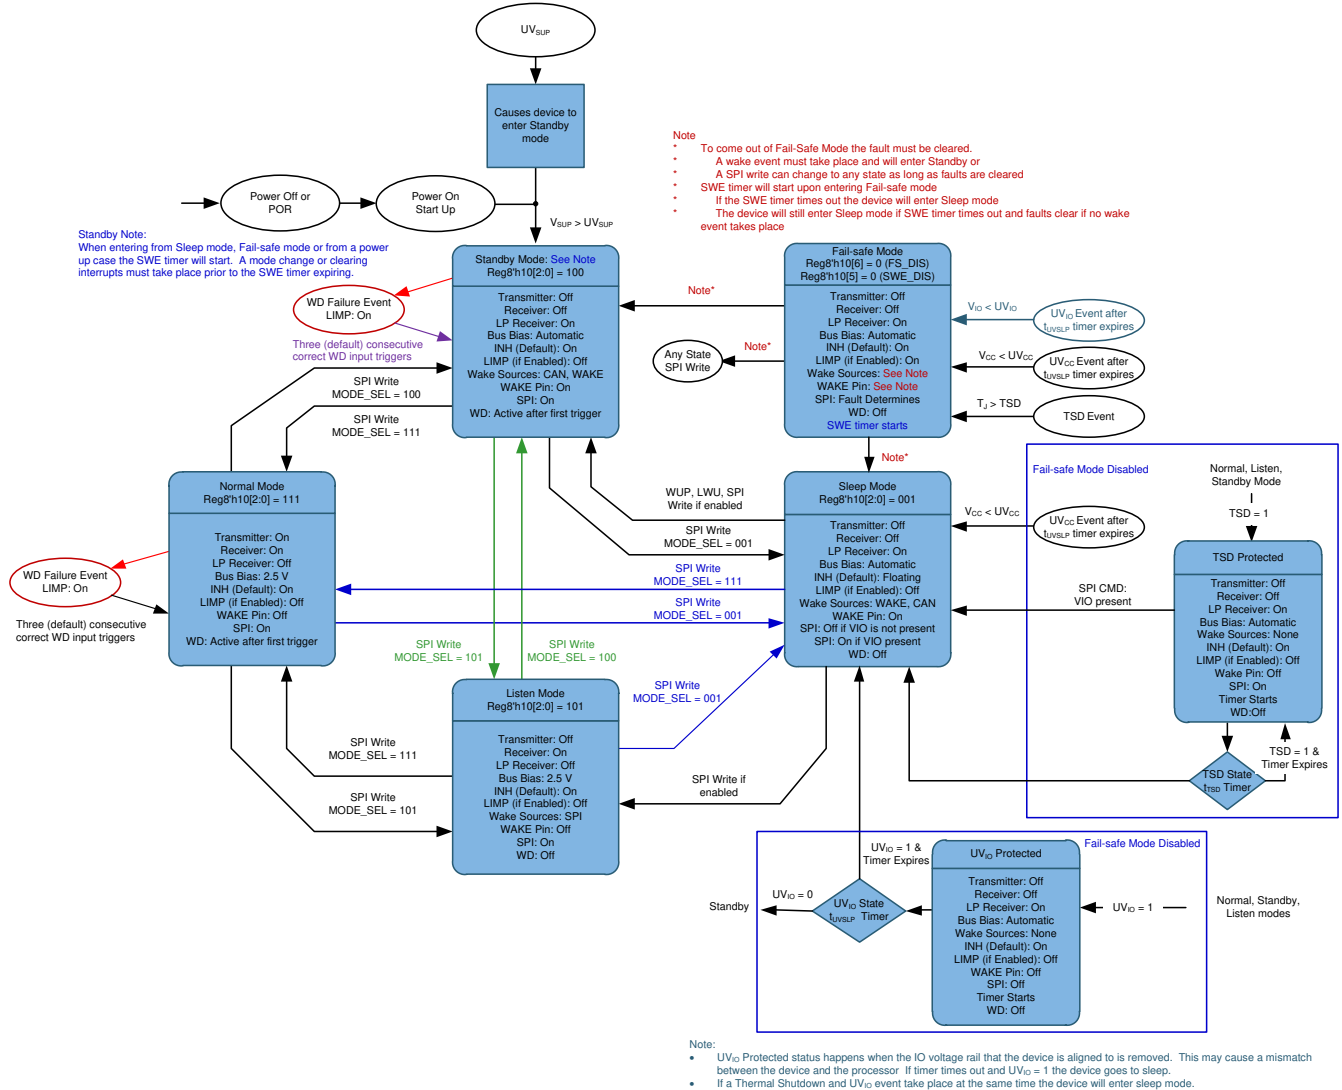 UVSUP
Causes device to
enter Standby
mode
Power Off or
POR
Power On
Start Up
VSUP > UVSUP
Note
* To come out of Fail-Safe Mode the fault must be cleared.
* A wake event must take place and will enter Standby or
* A SPI write can change to any state as long as faults are cleared
* SWE timer will start upon entering Fail-safe mode
* If the SWE timer times out the device will enter Sleep mode
* The device will still enter Sleep mode if SWE timer times out and faults clear if no wake
event takes place
Standby Note:
When entering from Sleep mode, Fail-safe mode or from a power
up case the SWE timer will start. A mode change or clearing
interrupts must take place prior to the SWE timer expiring.
WD Failure Event
LIMP: On
Three (default) consecutive
correct WD input triggers
Standby Mode: See Note
Reg8'h10[2:0] = 100
Transmitter: Off
Receiver: Off
LP Receiver: On
Bus Bias: Automatic
INH (Default): On
LIMP (if Enabled): Off
Wake Sources: CAN, WAKE
WAKE Pin: On
SPI: On
WD: Active after first trigger
Note*
Note*
Any State
SPI Write
Fail-safe Mode
Reg8'h10[6] = 0 (FS_DIS)
Reg8'h10[5] = 0 (SWE_DIS)
Transmitter: Off
Receiver: Off
LP Receiver: On
Bus Bias: Automatic
INH (Default): On
LIMP (if Enabled): On
Wake Sources: See Note
WAKE Pin: See Note
SPI: Fault Determines
WD: Off
SWE timer starts
VIO < UVIO
UVIO Event after
tUVSLP timer expires
VCC < UVCC
UVCC Event after
tUVSLP timer expires
TJ > TSD
TSD Event
Note*
SPI Write
MODE_SEL = 100
SPI Write
MODE_SEL = 111
Normal Mode
Reg8'h10[2:0] = 111
Transmitter: On
Receiver: On
LP Receiver: Off
Bus Bias: 2.5 V
INH (Default): On
LIMP (if Enabled): Off
WAKE Pin: Off
SPI: On
WD: Active after first trigger
WD Failure Event
LIMP: On
Three (default) consecutive
correct WD input triggers
WUP, LWU, SPI
Write if enabled
SPI Write
MODE_SEL = 001
SPI Write
MODE_SEL = 111
SPI Write
MODE_SEL = 001
SPI Write
MODE_SEL = 101
SPI Write
MODE_SEL = 100
SPI Write
MODE_SEL = 001
Sleep Mode
Reg8'h10[2:0] = 001
Transmitter: Off
Receiver: Off
LP Receiver: On
Bus Bias: Automatic
INH (Default): Floating
LIMP (if Enabled): Off
Wake Sources: WAKE, CAN
WAKE Pin: On
SPI: Off if VIO is not present
SPI: On if VIO present
WD: Off
VCC < UVCC
UVCC Event after
tUVSLP timer expires
Fail-safe Mode Disabled
Normal, Listen,
Standby Mode
TSD = 1
TSD Protected
Transmitter: Off
Receiver: Off
LP Receiver: On
Bus Bias: Automatic
Wake Sources: None
INH (Default): On
LIMP (if Enabled): Off
Wake Pin: Off
SPI: On
Timer Starts
WD:Off
SPI CMD:
VIO present
TSD State
tTSD Timer
TSD = 1 &
Timer Expires
Listen Mode
Reg8'h10[2:0] = 101
Transmitter: Off
Receiver: On
LP Receiver: Off
Bus Bias: 2.5 V
INH (Default): On
LIMP (if Enabled): Off
Wake Sources: SPI
WAKE Pin: Off
SPI: On
WD: Off
SPI Write
MODE_SEL = 111
SPI Write
MODE_SEL = 101
SPI Write if
enabled
UVIO = 1 &
Timer Expires
Fail-safe Mode Disabled
UVIO Protected
Transmitter: Off
Receiver: Off
LP Receiver: On
Bus Bias: Automatic
Wake Sources: None
INH (Default): On
LIMP (if Enabled): Off
WAKE Pin: Off
SPI: Off
Timer Starts
WD: Off
Standby
UVIO = 0
UVIO State
tUVSLP Timer
UVIO = 1
Normal, Standby,
Listen modes
Note:
• UVIO Protected status happens when the IO voltage rail that the device is aligned to is removed. This may cause a mismatch
between the device and the processor If timer times out and UVIO = 1 the device goes to sleep.
• If a Thermal Shutdown and UVIO event take place at the same time the device will enter sleep mode.